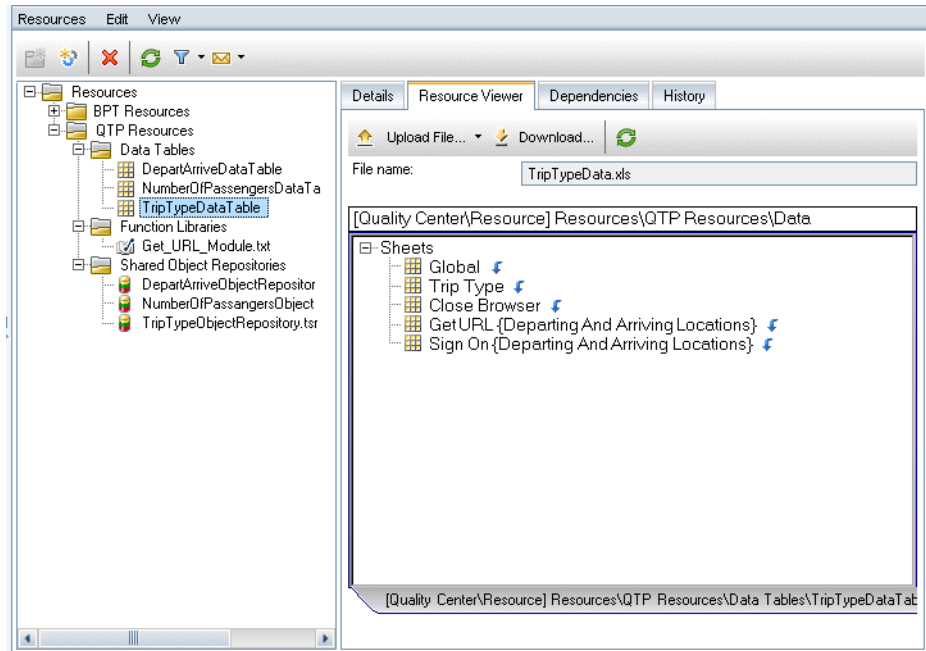 Resources Edit View
Resources
BPT Resources
QTP Resources
Data Tables
DepartArriveDataTable
NumberOfPassengersDataTa
TripTypeDataTable
Function Libraries
Get_URL_Module.txt
Shared Object Repositories
DepartArriveObjectRepositor
NumberOfPassangersObject
TripTypeObjectRepository.tsr
Details Resource Viewer Dependencies History
Upload File... Download...
File name: TripTypeData.xls
[Quality Center\Resource] Resources\QTP Resources\Data
Sheets
Global
Trip Type
Close Browser
Get URL {Departing And Arriving Locations}
Sign On {Departing And Arriving Locations}
[Quality Center\Resource] Resources\QTP Resources\Data Tables\TripTypeDataTab